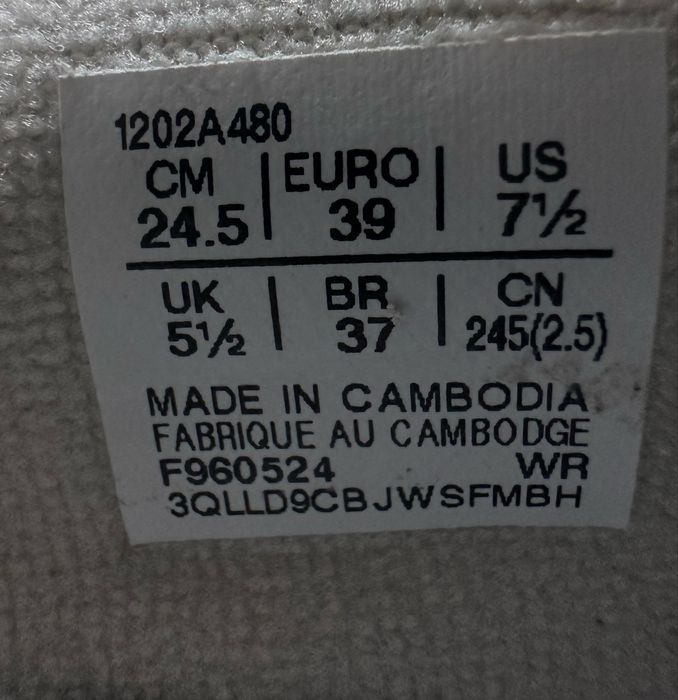 1202A480
CM | EURO | US
24.5 | 39 | 7½
UK | BR | CN
5½ | 37 | 245(2.5)
MADE IN CAMBODIA
FABRIQUE AU CAMBODGE
F960524 WR
3QLLD9CBJWSFMBH